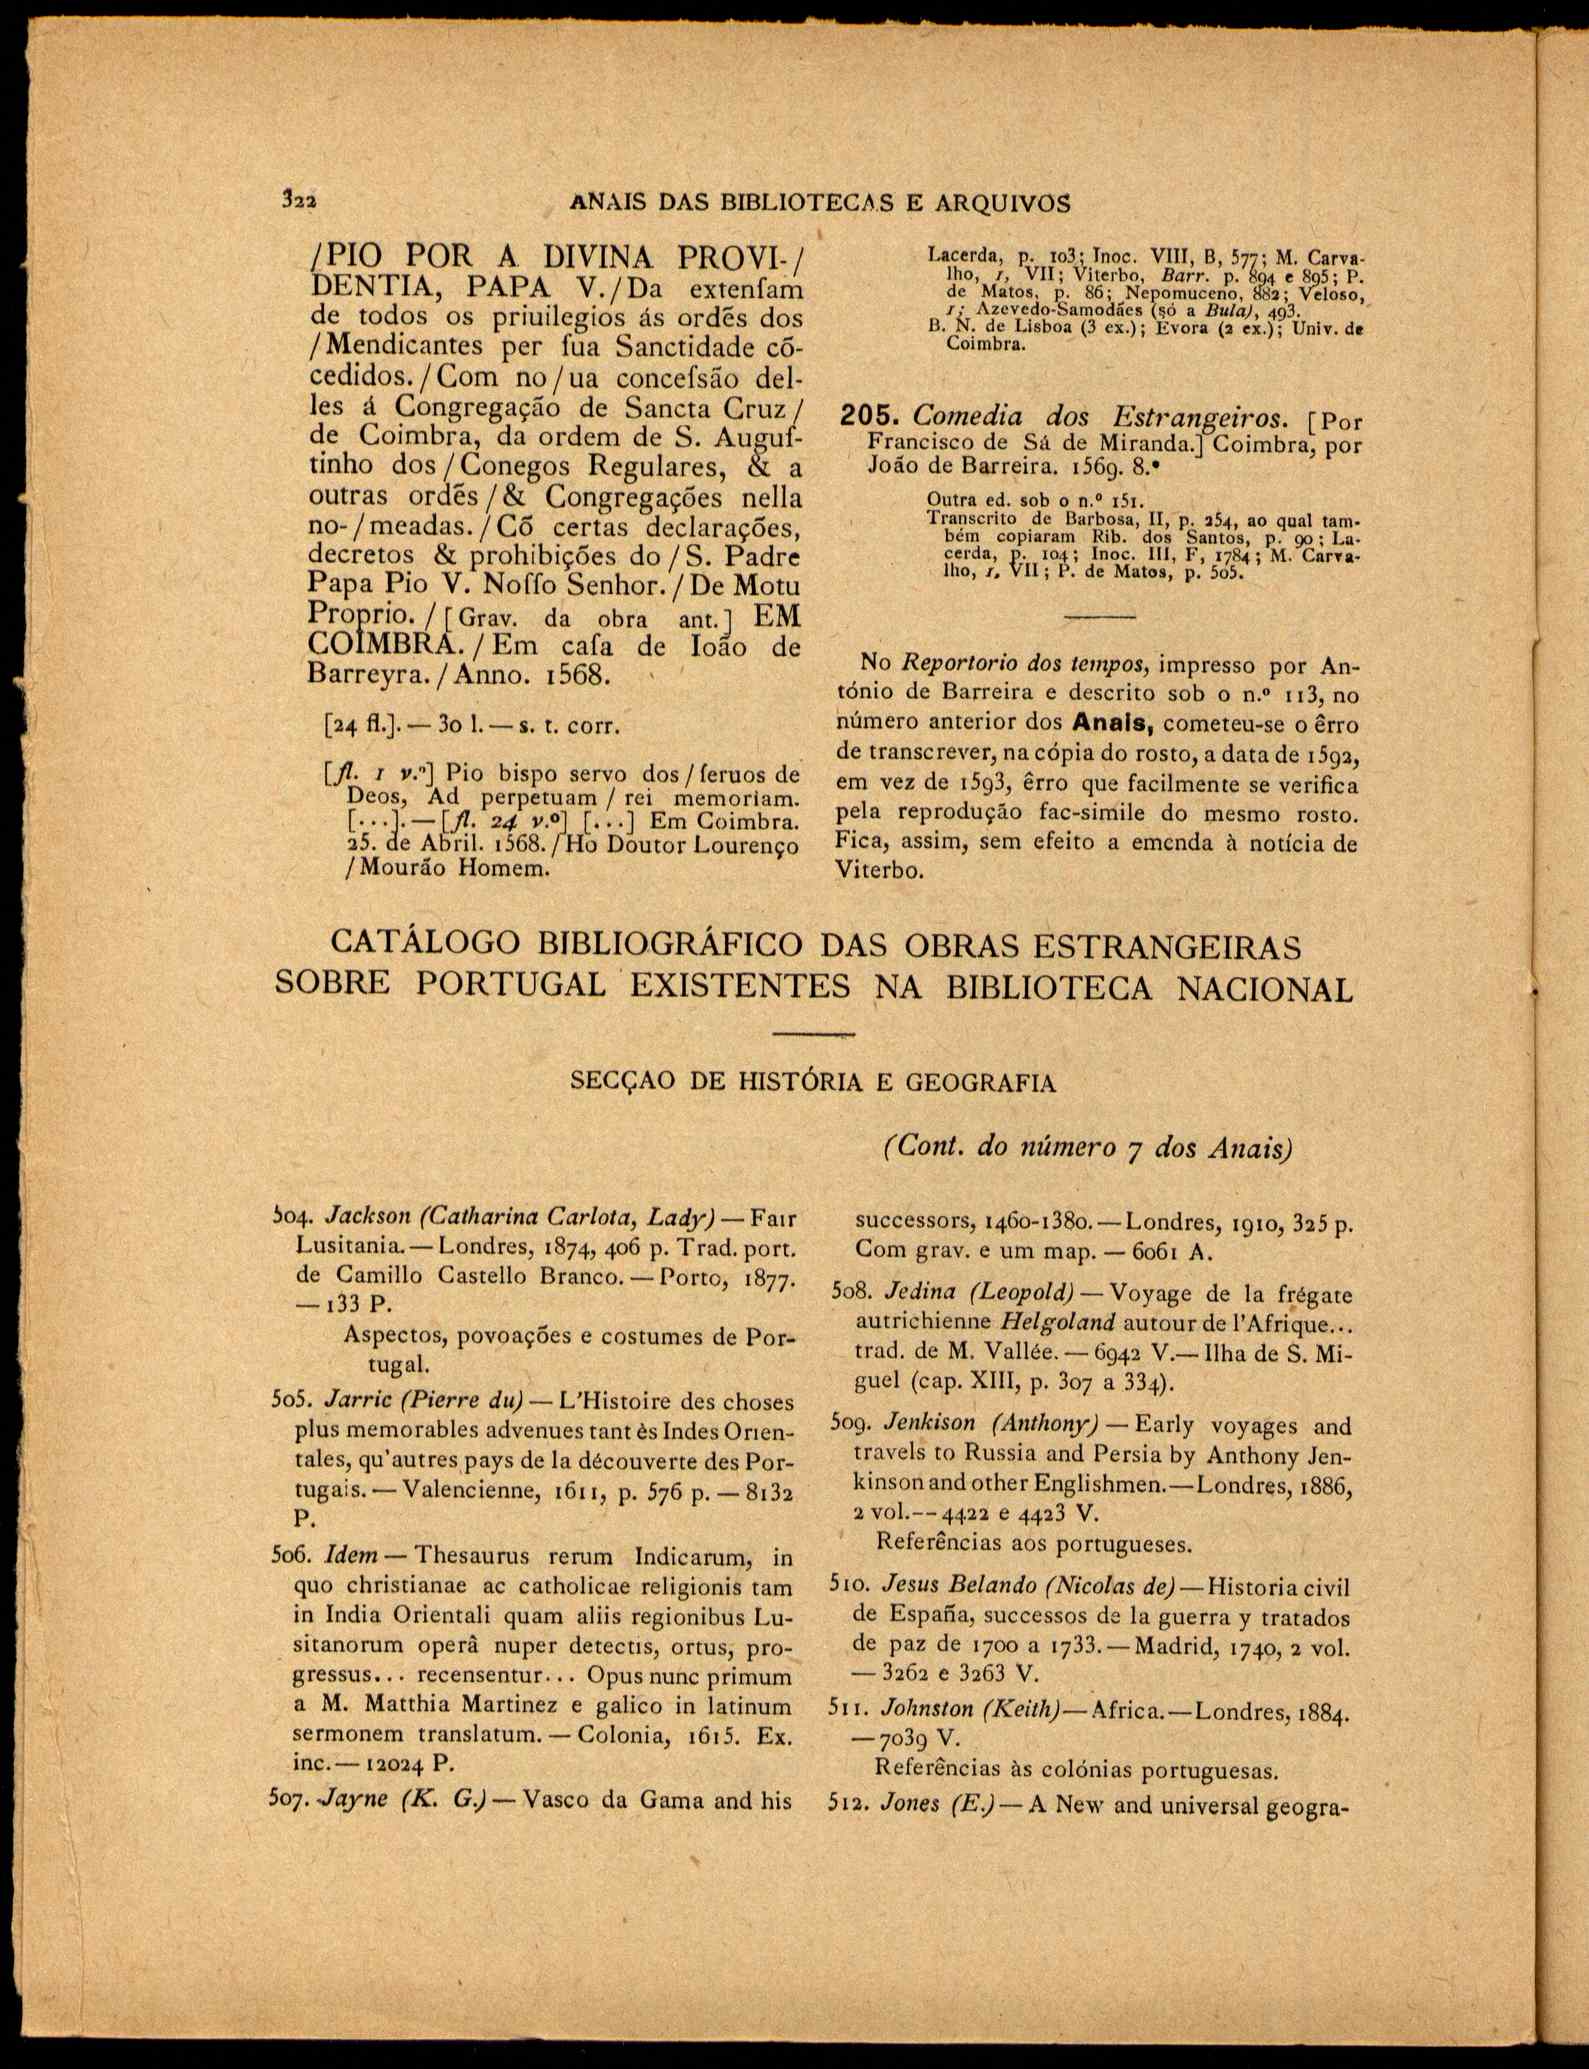 322
ANAIS DAS BIBLIOTECAS E ARQUIVOS
/PIO POR A DIVINA PROVI-/
DENTIA, PAPA V./Da extenſam
de todos os priuilegios ás ordẽs dos
/Mendicantes per ſua Sanctidade cõ-
cedidos./Com no/ua conceſsão del-
les á Congregação de Sancta Cruz/
de Coimbra, da ordem de S. Auguſ-
tinho dos/Conegos Regulares, & a
outras ordẽs/& Congregações nella
no-/meadas./Cõ certas declarações,
decretos & prohibições do/S. Padre
Papa Pio V. Noſſo Senhor./De Motu
Proprio./[Grav. da obra ant.] EM
COIMBRA./Em caſa de Ioão de
Barreyra./Anno. 1568.
[24 fl.].—30 l.—s. t. corr.
[fl. 1 v.º] Pio bispo servo dos/ſeruos de
Deos, Ad perpetuam/rei memoriam.
[...].—[fl. 24 v.º] [...] Em Coimbra.
25. de Abril. 1568./Ho Doutor Lourenço
/Mourão Homem.
Lacerda, p. 103; Inoc. VIII, B, 577; M. Carva-
lho, 1, VII; Viterbo, Barr. p. 894 e 895; P.
de Matos, p. 86; Nepomuceno, 882; Veloso,
1; Azevedo-Samodães (só a Bula), 493.
B. N. de Lisboa (3 ex.); Evora (2 ex.); Univ. de
Coimbra.
205. Comedia dos Estrangeiros. [Por
Francisco de Sá de Miranda.] Coimbra, por
João de Barreira. 1569. 8.º
Outra ed. sob o n.º 151.
Transcrito de Barbosa, II, p. 254, ao qual tam-
bém copiaram Rib. dos Santos, p. 90; La-
cerda, p. 104; Inoc. III, F, 1784; M. Carva-
lho, 1, VII; P. de Matos, p. 505.
No Reportorio dos tempos, impresso por An-
tónio de Barreira e descrito sob o n.º 113, no
número anterior dos Anais, cometeu-se o êrro
de transcrever, na cópia do rosto, a data de 1592,
em vez de 1593, êrro que facilmente se verifica
pela reprodução fac-simile do mesmo rosto.
Fica, assim, sem efeito a emenda à notícia de
Viterbo.
CATÁLOGO BIBLIOGRÁFICO DAS OBRAS ESTRANGEIRAS
SOBRE PORTUGAL EXISTENTES NA BIBLIOTECA NACIONAL
SECÇAO DE HISTÓRIA E GEOGRAFIA
(Cont. do número 7 dos Anais)
504. Jackson (Catharina Carlota, Lady)—Fair
Lusitania.—Londres, 1874, 406 p. Trad. port.
de Camillo Castello Branco.—Porto, 1877.
—133 P.
Aspectos, povoações e costumes de Por-
tugal.
505. Jarric (Pierre du)—L'Histoire des choses
plus memorables advenues tant ès Indes Orien-
tales, qu'autres pays de la découverte des Por-
tugais.—Valencienne, 1611, p. 576 p.—8132
P.
506. Idem—Thesaurus rerum Indicarum, in
quo christianae ac catholicae religionis tam
in India Orientali quam aliis regionibus Lu-
sitanorum operâ nuper detectis, ortus, pro-
gressus... recensentur... Opus nunc primum
a M. Matthia Martinez e galico in latinum
sermonem translatum.—Colonia, 1615. Ex.
inc.—12024 P.
507. Jayne (K. G.)—Vasco da Gama and his
successors, 1460-1380.—Londres, 1910, 325 p.
Com grav. e um map.—6061 A.
508. Jedina (Leopold)—Voyage de la frégate
autrichienne Helgoland autour de l'Afrique...
trad. de M. Vallée.—6942 V.—Ilha de S. Mi-
guel (cap. XIII, p. 307 a 334).
509. Jenkison (Anthony)—Early voyages and
travels to Russia and Persia by Anthony Jen-
kinson and other Englishmen.—Londres, 1886,
2 vol.--4422 e 4423 V.
Referências aos portugueses.
510. Jesus Belando (Nicolas de)—Historia civil
de España, successos de la guerra y tratados
de paz de 1700 a 1733.—Madrid, 1740, 2 vol.
—3262 e 3263 V.
511. Johnston (Keith)—Africa.—Londres, 1884.
—7039 V.
Referências às colónias portuguesas.
512. Jones (E.)—A New and universal geogra-